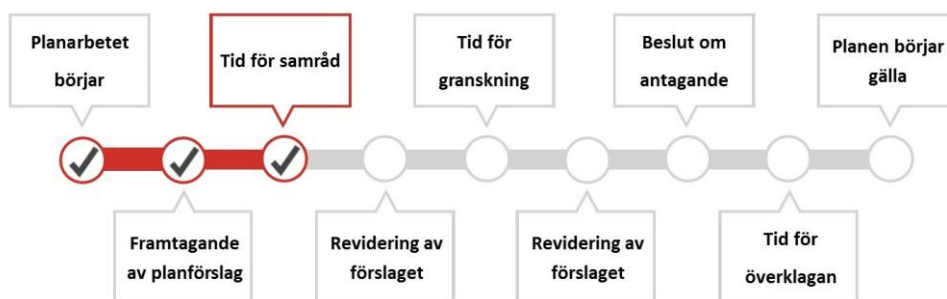 Planarbetet
börjar
Tid för samråd
Tid för
granskning
Beslut om
antagande
Planen börjar
gälla
Framtagande
av planförslag
Revidering av
förslaget
Revidering av
förslaget
Tid för
överklagan